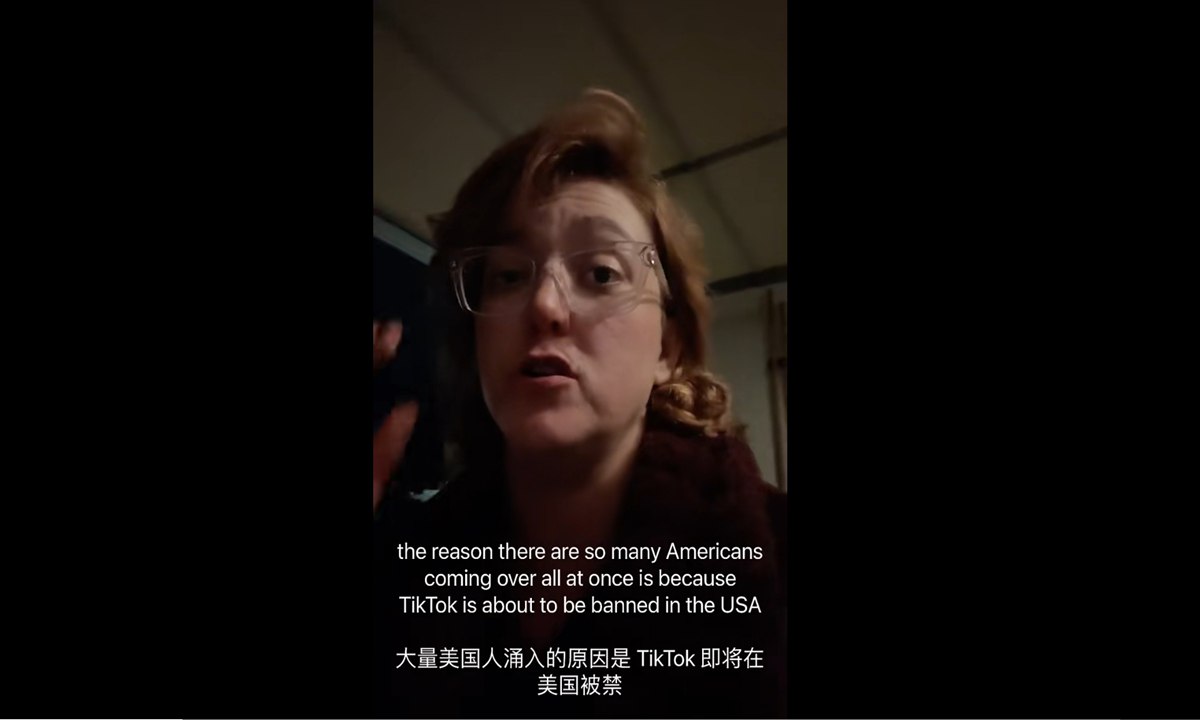 the reason there are so many Americans
coming over all at once is because
TikTok is about to be banned in the USA
大量美国人涌入的原因是 TikTok 即将在
美国被禁